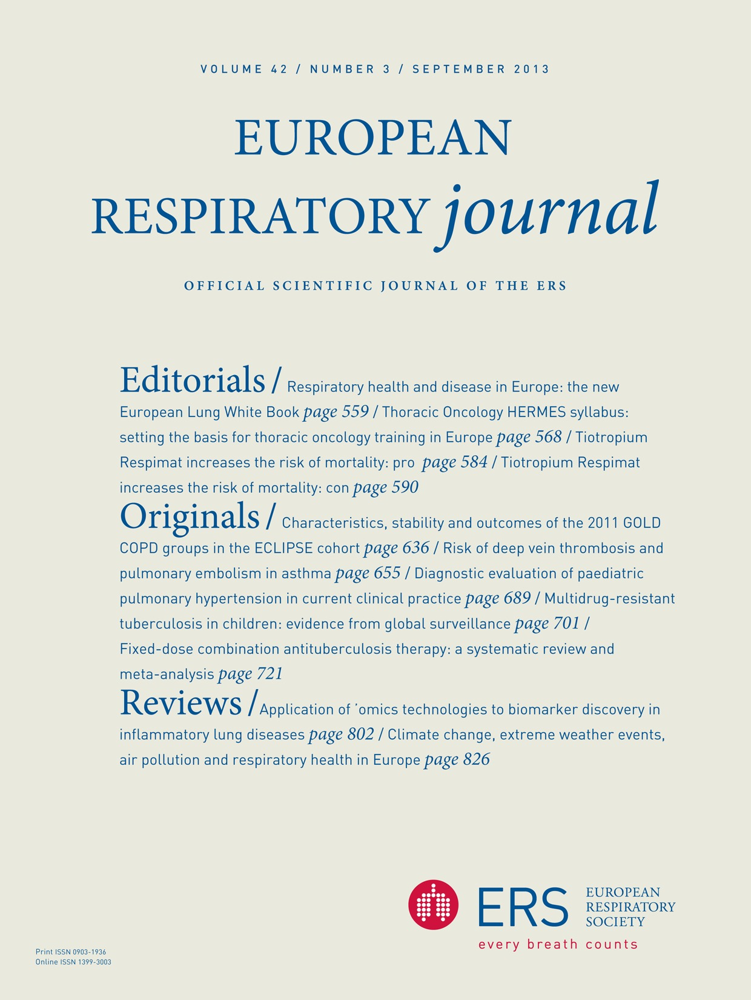 VOLUME 42 / NUMBER 3 / SEPTEMBER 2013
EUROPEAN
RESPIRATORY journal
OFFICIAL SCIENTIFIC JOURNAL OF THE ERS
Editorials / Respiratory health and disease in Europe: the new
European Lung White Book page 559 / Thoracic Oncology HERMES syllabus:
setting the basis for thoracic oncology training in Europe page 568 / Tiotropium
Respimat increases the risk of mortality: pro page 584 / Tiotropium Respimat
increases the risk of mortality: con page 590
Originals / Characteristics, stability and outcomes of the 2011 GOLD
COPD groups in the ECLIPSE cohort page 636 / Risk of deep vein thrombosis and
pulmonary embolism in asthma page 655 / Diagnostic evaluation of paediatric
pulmonary hypertension in current clinical practice page 689 / Multidrug-resistant
tuberculosis in children: evidence from global surveillance page 701 /
Fixed-dose combination antituberculosis therapy: a systematic review and
meta-analysis page 721
Reviews / Application of ’omics technologies to biomarker discovery in
inflammatory lung diseases page 802 / Climate change, extreme weather events,
air pollution and respiratory health in Europe page 826
ERS
EUROPEAN
RESPIRATORY
SOCIETY
every breath counts
Print ISSN 0903-1936
Online ISSN 1399-3003